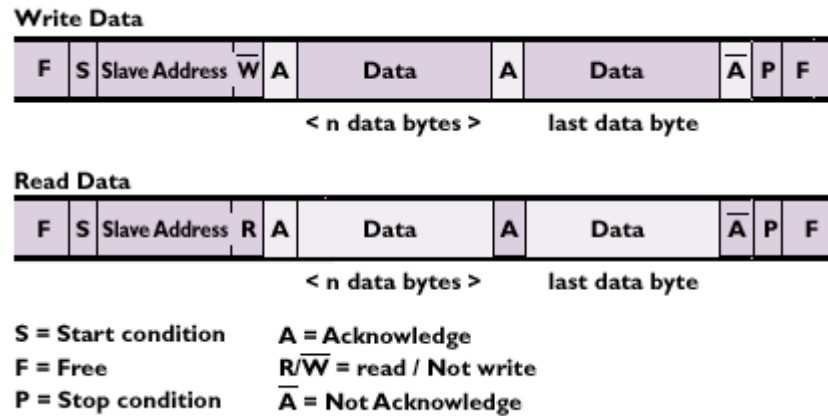 Write Data
F S Slave Address W̅ A Data A Data A̅ P F
< n data bytes > last data byte
Read Data
F S Slave Address R A Data A Data A̅ P F
< n data bytes > last data byte
S = Start condition A = Acknowledge
F = Free R/W̅ = read / Not write
P = Stop condition A̅ = Not Acknowledge